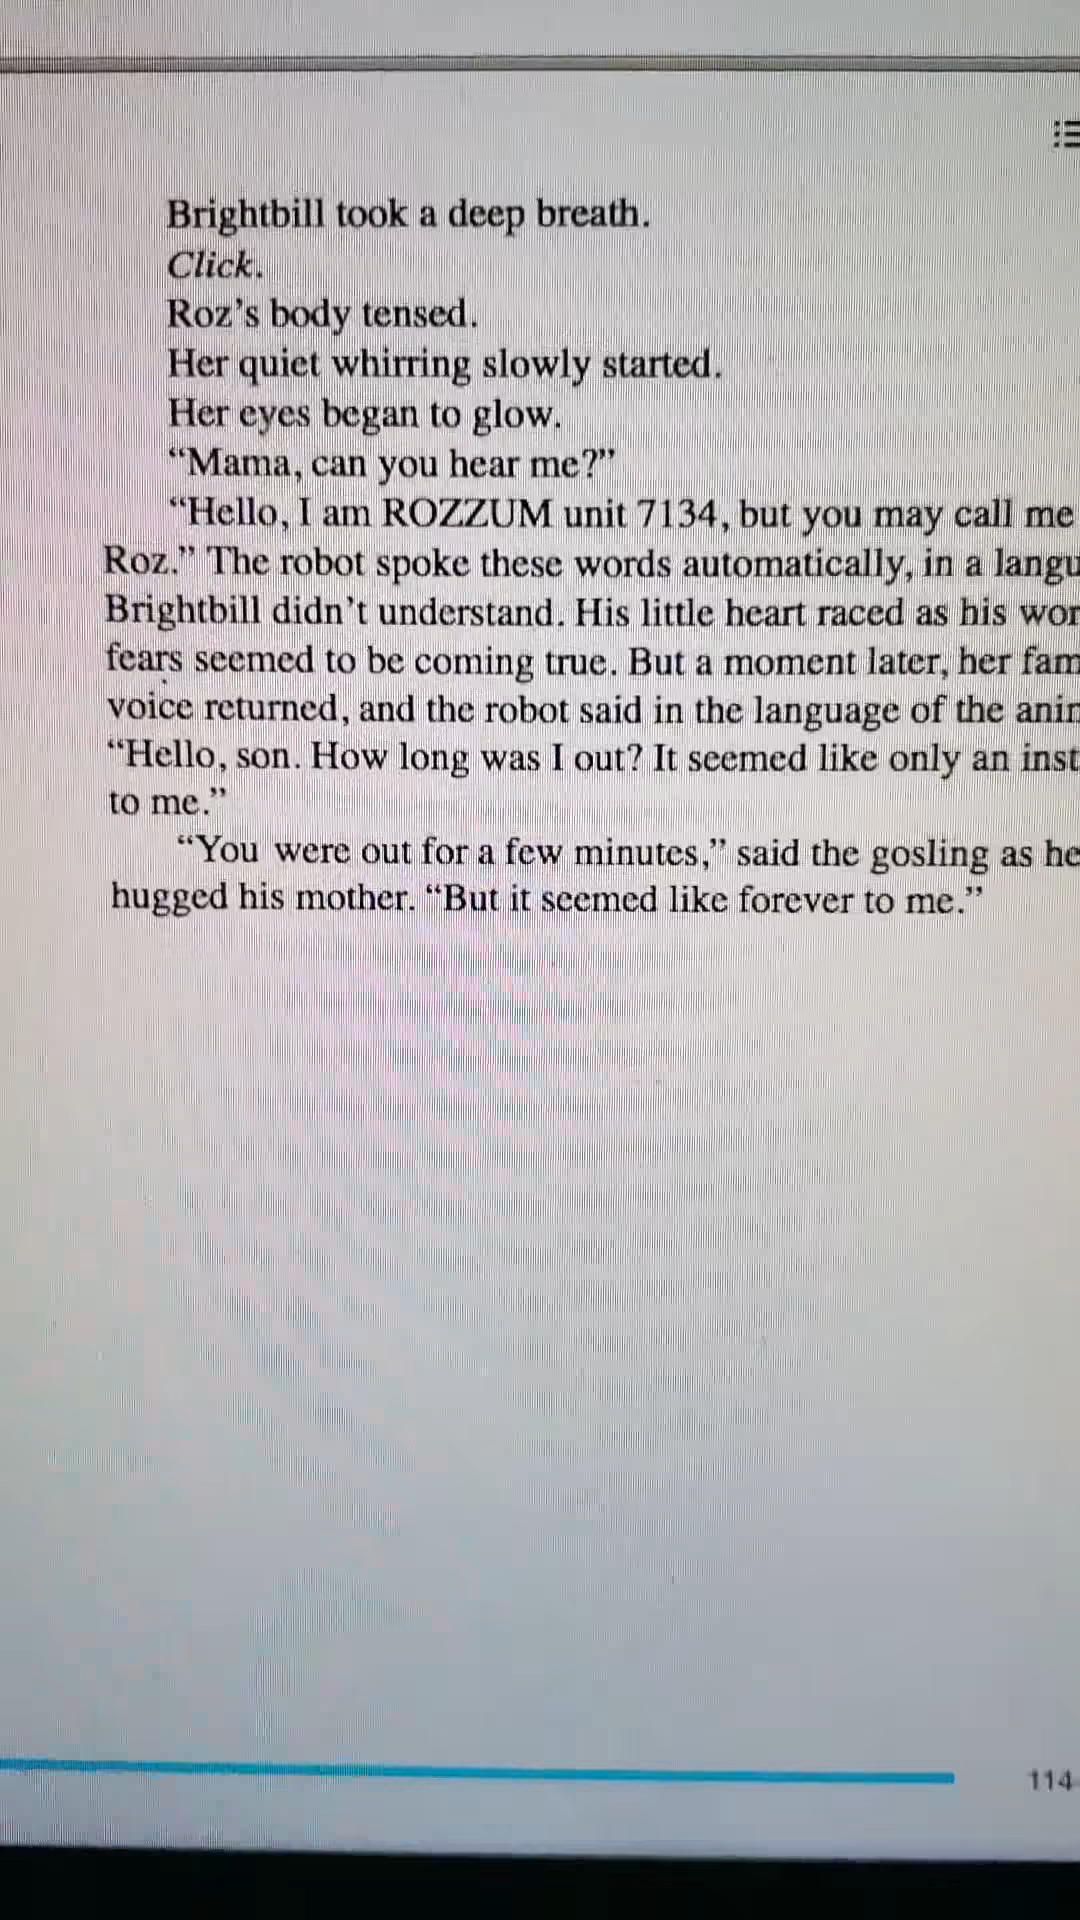 Brightbill took a deep breath.
Click.
Roz’s body tensed.
Her quiet whirring slowly started.
Her eyes began to glow.
“Mama, can you hear me?”
“Hello, I am ROZZUM unit 7134, but you may call me
Roz.” The robot spoke these words automatically, in a langu
Brightbill didn’t understand. His little heart raced as his wor
fears seemed to be coming true. But a moment later, her fam
voice returned, and the robot said in the language of the anim
“Hello, son. How long was I out? It seemed like only an inst
to me.”
“You were out for a few minutes,” said the gosling as he
hugged his mother. “But it seemed like forever to me.”
114